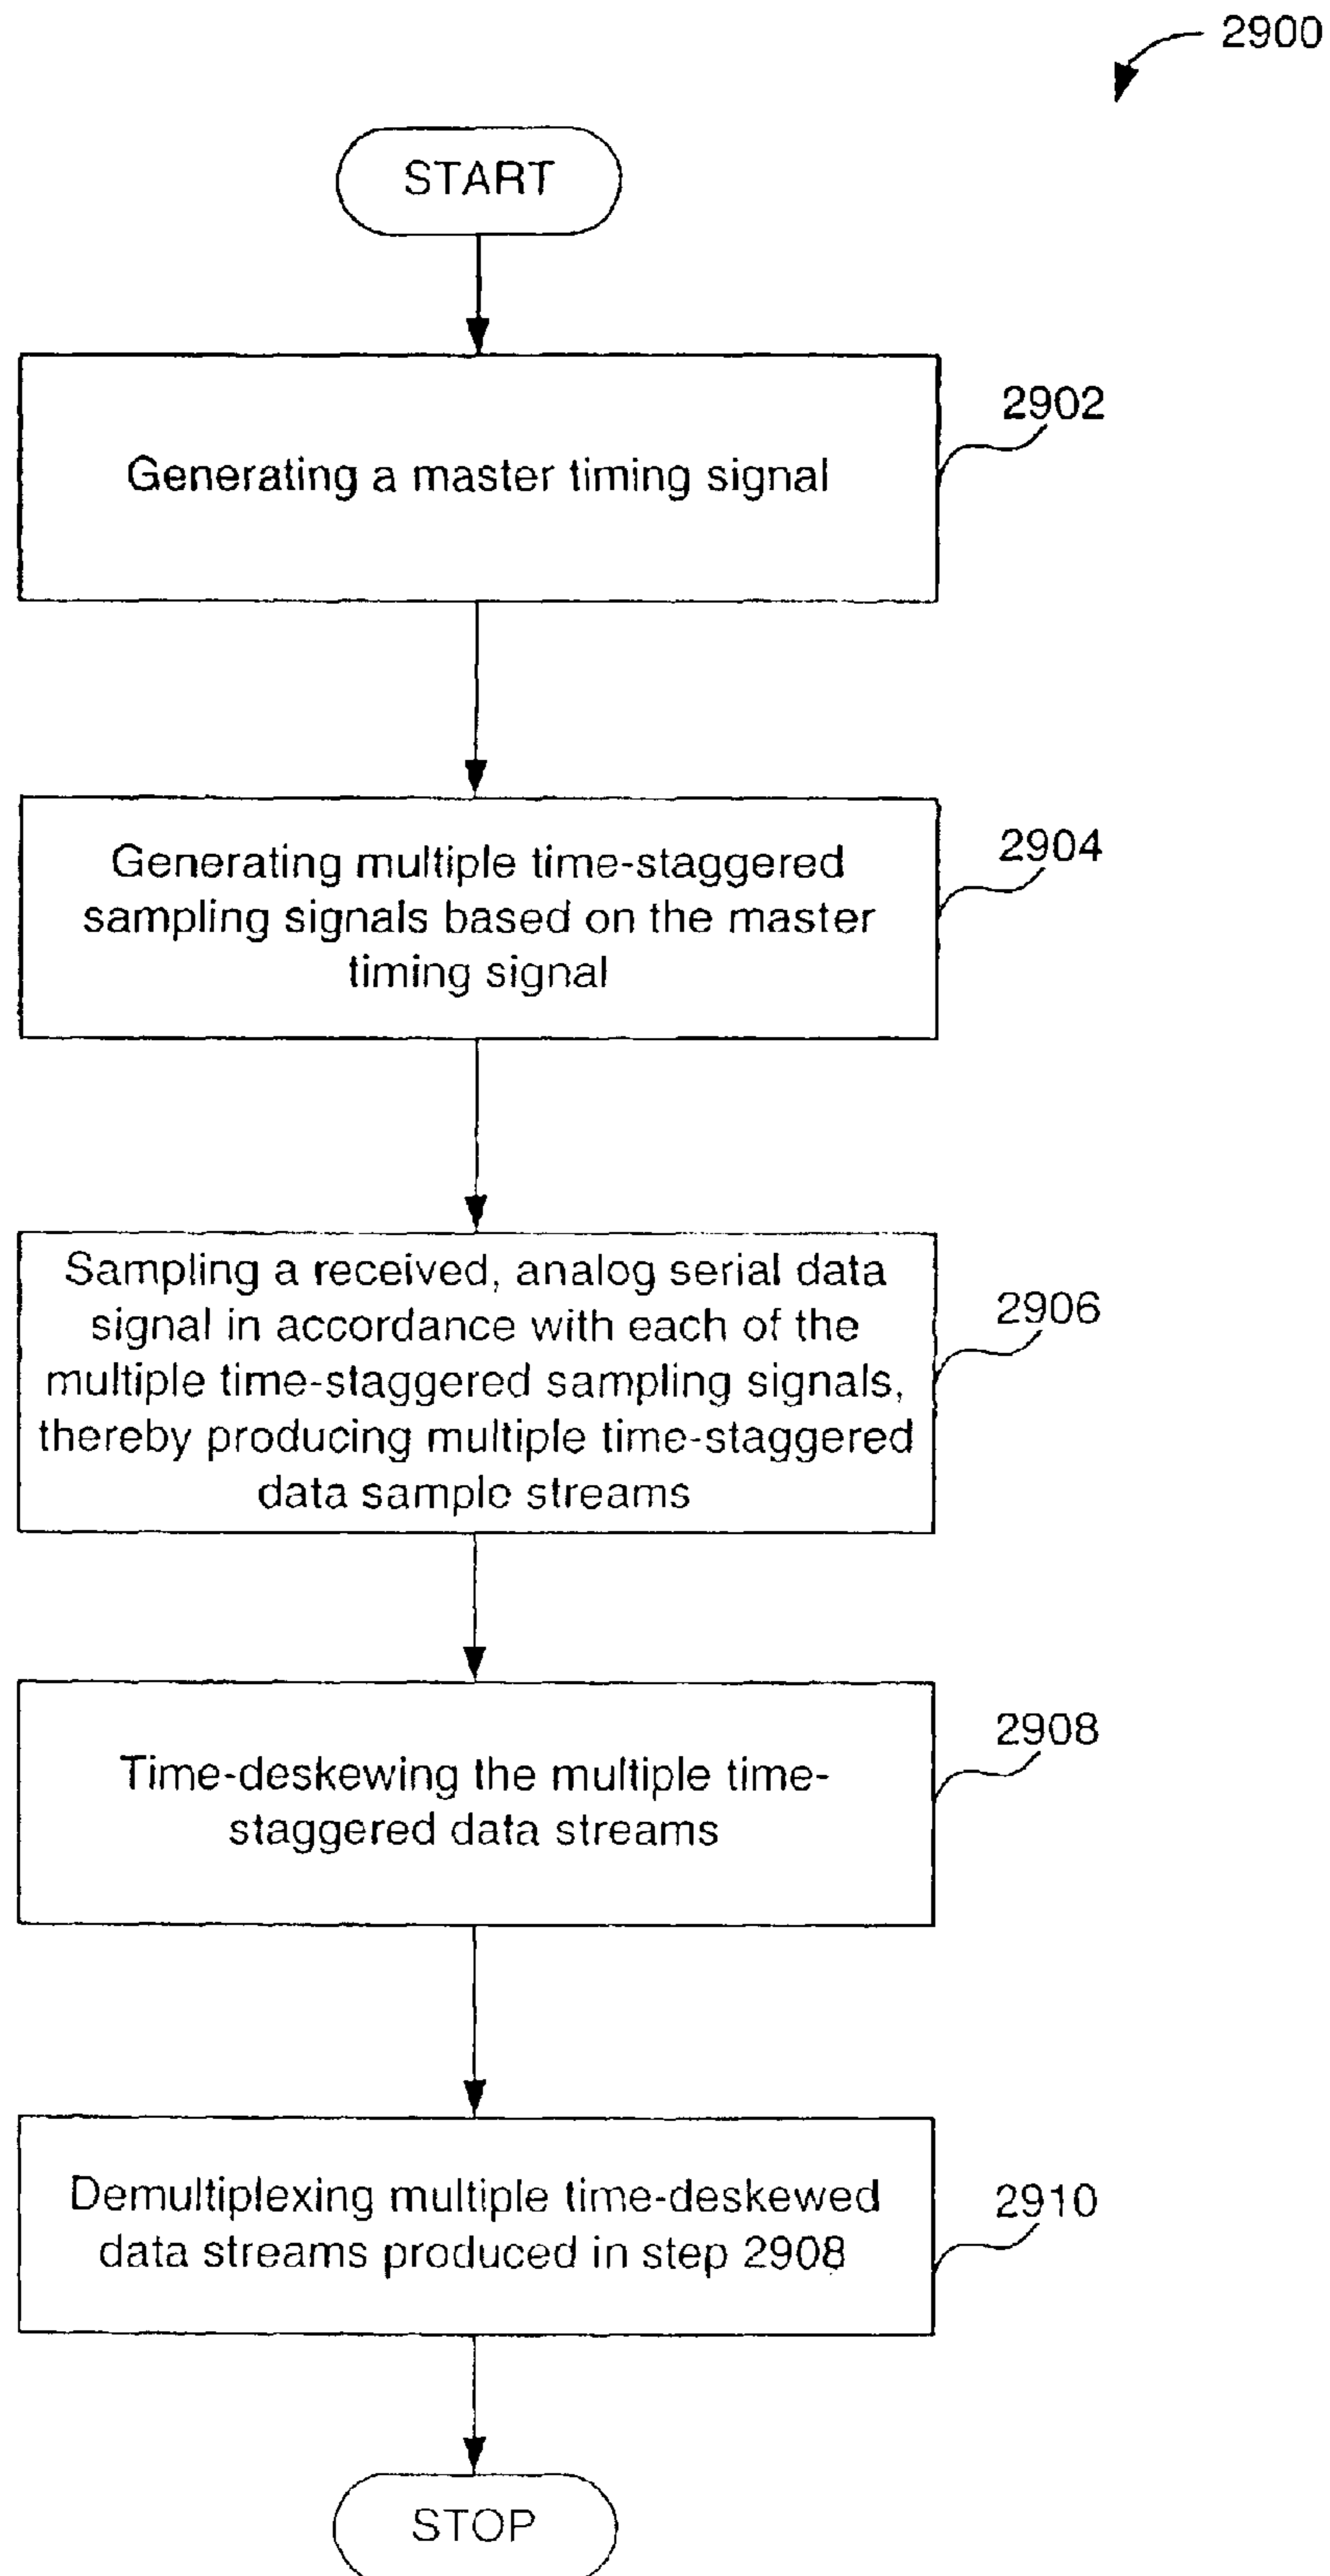 2900
START
2902
Generating a master timing signal
2904
Generating multiple time-staggered
sampling signals based on the master
timing signal
Sampling a received, analog serial data
signal in accordance with each of the
multiple time-staggered sampling signals,
thereby producing multiple time-staggered
data sample streams
2906
Time-deskewing the multiple time-
staggered data streams
2908
Demultiplexing multiple time-deskewed
data streams produced in step 2908
2910
STOP